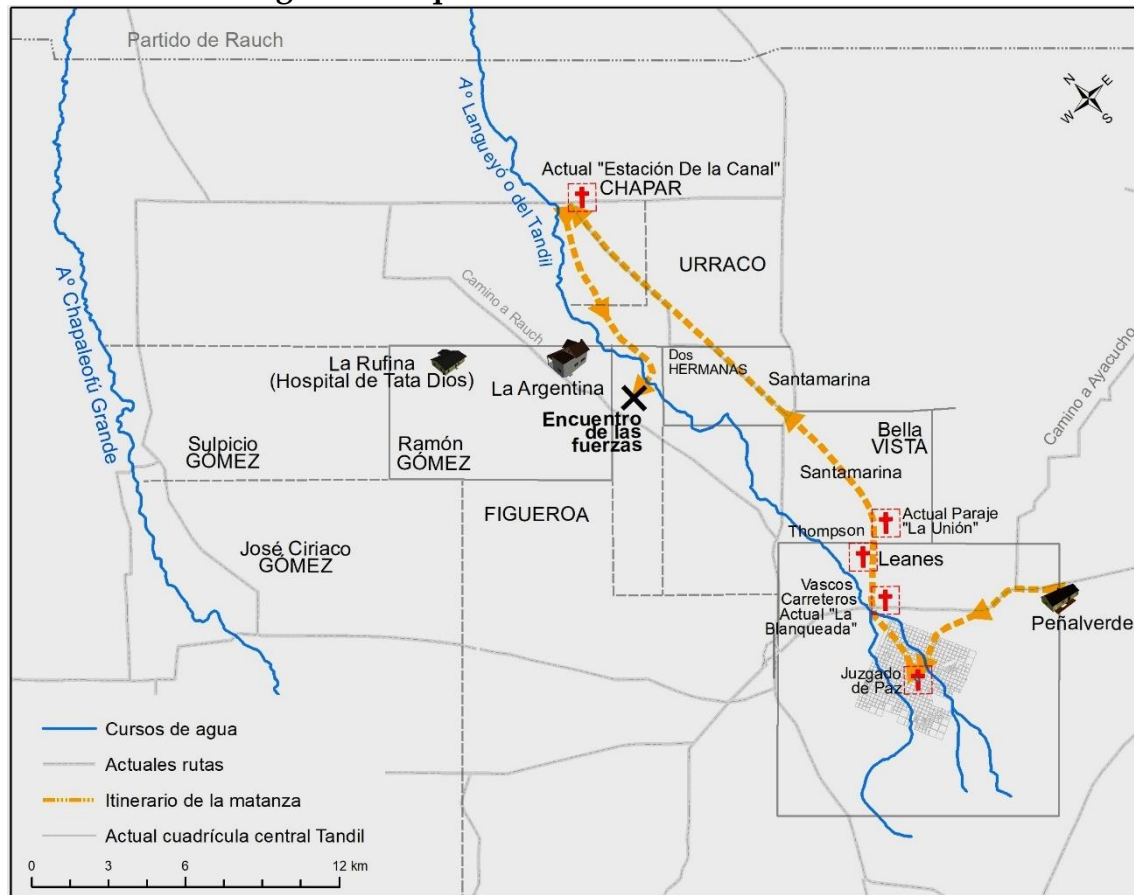 Partido de Rauch
N
E
W
S
Aº Langueyó o del Tandil
Actual "Estación De la Canal"
CHAPAR
URRACO
Aº Chapaleofú Grande
Camino a Rauch
Camino a Ayacucho
La Rufina
(Hospital de Tata Dios)
La Argentina
Dos
HERMANAS
Santamarina
Encuentro
de las
fuerzas
Bella
VISTA
Sulpicio
GÓMEZ
Ramón
GÓMEZ
Santamarina
FIGUEROA
Actual Paraje
"La Unión"
Thompson
Leanes
José Ciriaco
GÓMEZ
Vascos
Carreteros
Actual "La
Blanqueada"
Peñalverde
Juzgado
de Paz
Cursos de agua
Actuales rutas
Itinerario de la matanza
Actual cuadrícula central Tandil
0 3 6 12 km